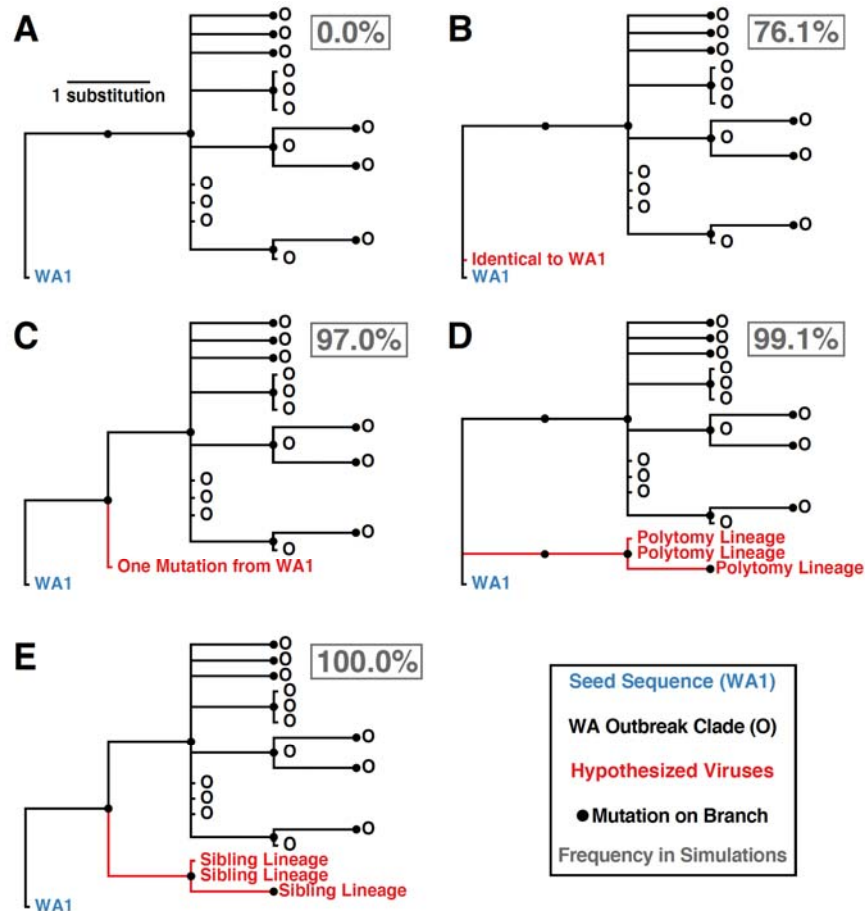 A
0.0%
1 substitution
O
O
O
O
O
O
O
O
O
O
O
O
O
O
WA1
B
76.1%
O
O
O
O
O
O
O
O
O
O
O
O
O
O
Identical to WA1
WA1
C
97.0%
O
O
O
O
O
O
O
O
O
O
O
O
O
O
One Mutation from WA1
WA1
D
99.1%
O
O
O
O
O
O
O
O
O
O
O
O
O
O
Polytomy Lineage
Polytomy Lineage
Polytomy Lineage
WA1
E
100.0%
O
O
O
O
O
O
O
O
O
O
O
O
O
O
Sibling Lineage
Sibling Lineage
Sibling Lineage
WA1
Seed Sequence (WA1)
WA Outbreak Clade (O)
Hypothesized Viruses
Mutation on Branch
Frequency in Simulations